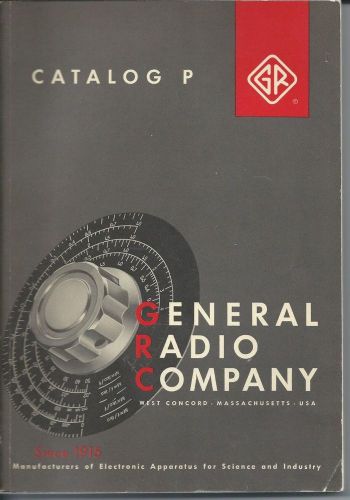 CATALOG P
GR
®
GENERAL
RADIO
COMPANY
WEST CONCORD · MASSACHUSETTS · USA
Since 1915
Manufacturers of Electronic Apparatus for Science and Industry